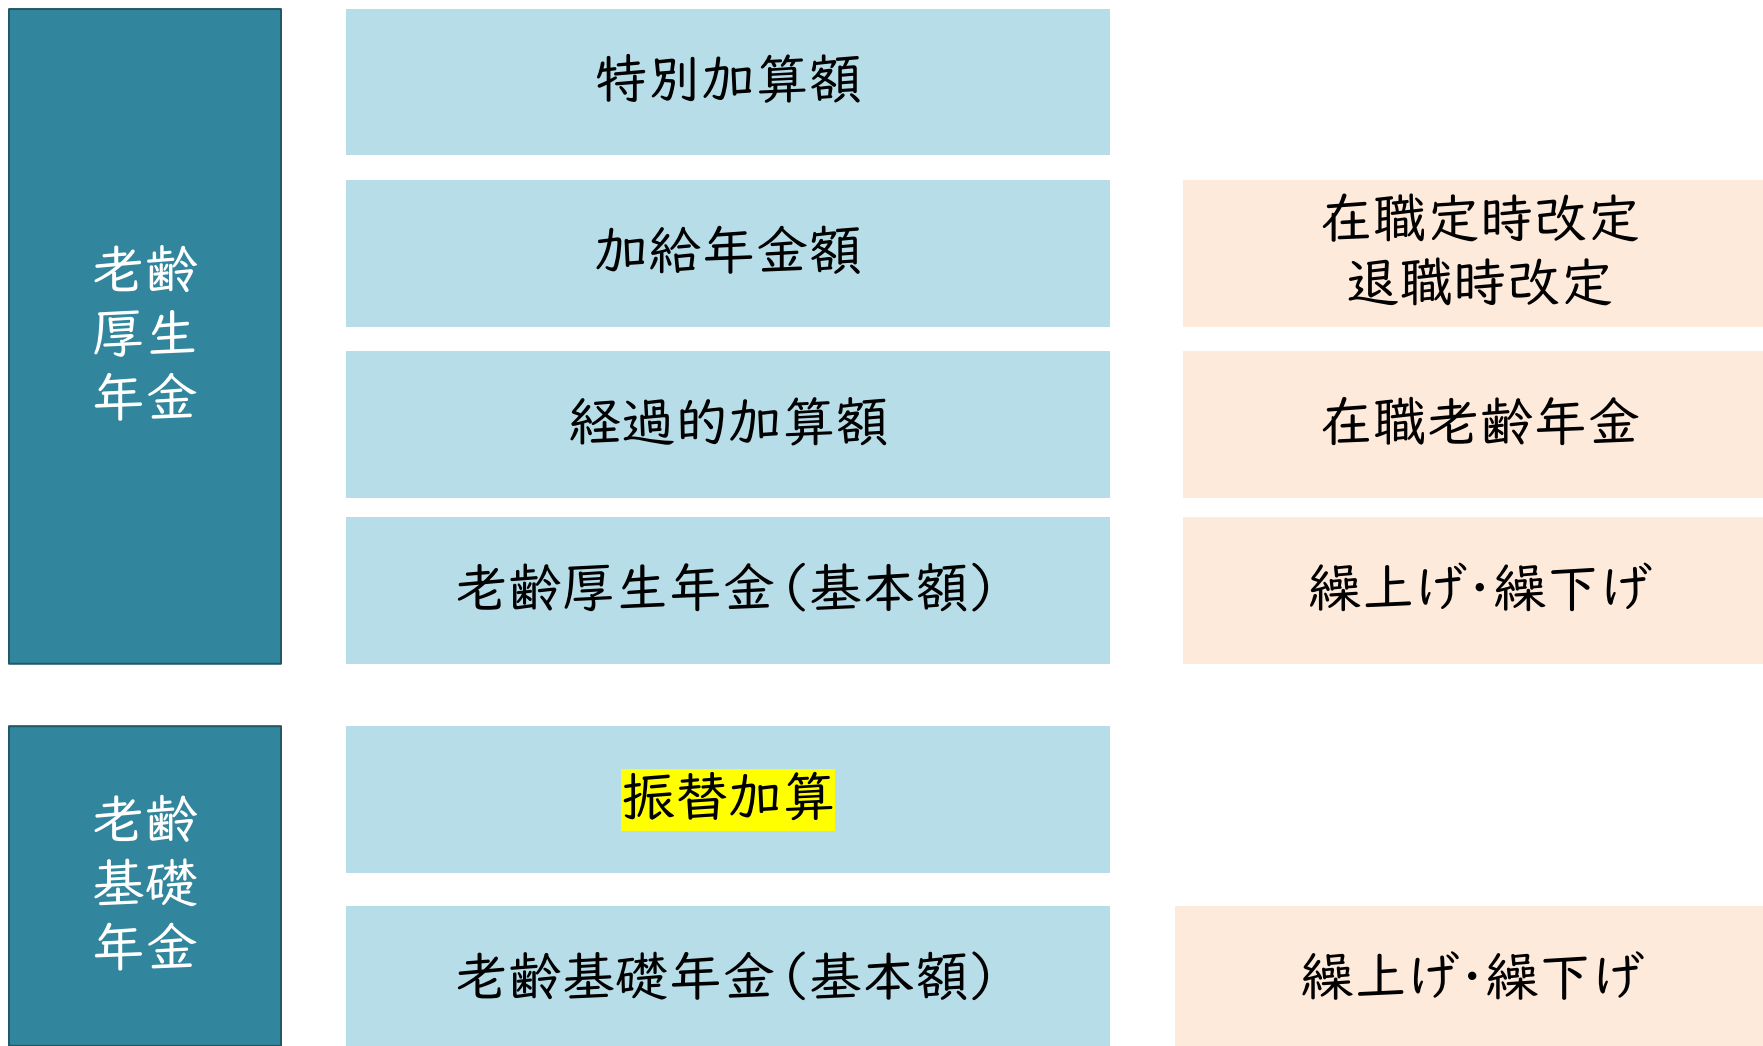 老齢
厚生
年金
特別加算額
加給年金額
経過的加算額
老齢厚生年金(基本額)
在職定時改定
退職時改定
在職老齢年金
繰上げ・繰下げ
老齢
基礎
年金
振替加算
老齢基礎年金(基本額)
繰上げ・繰下げ